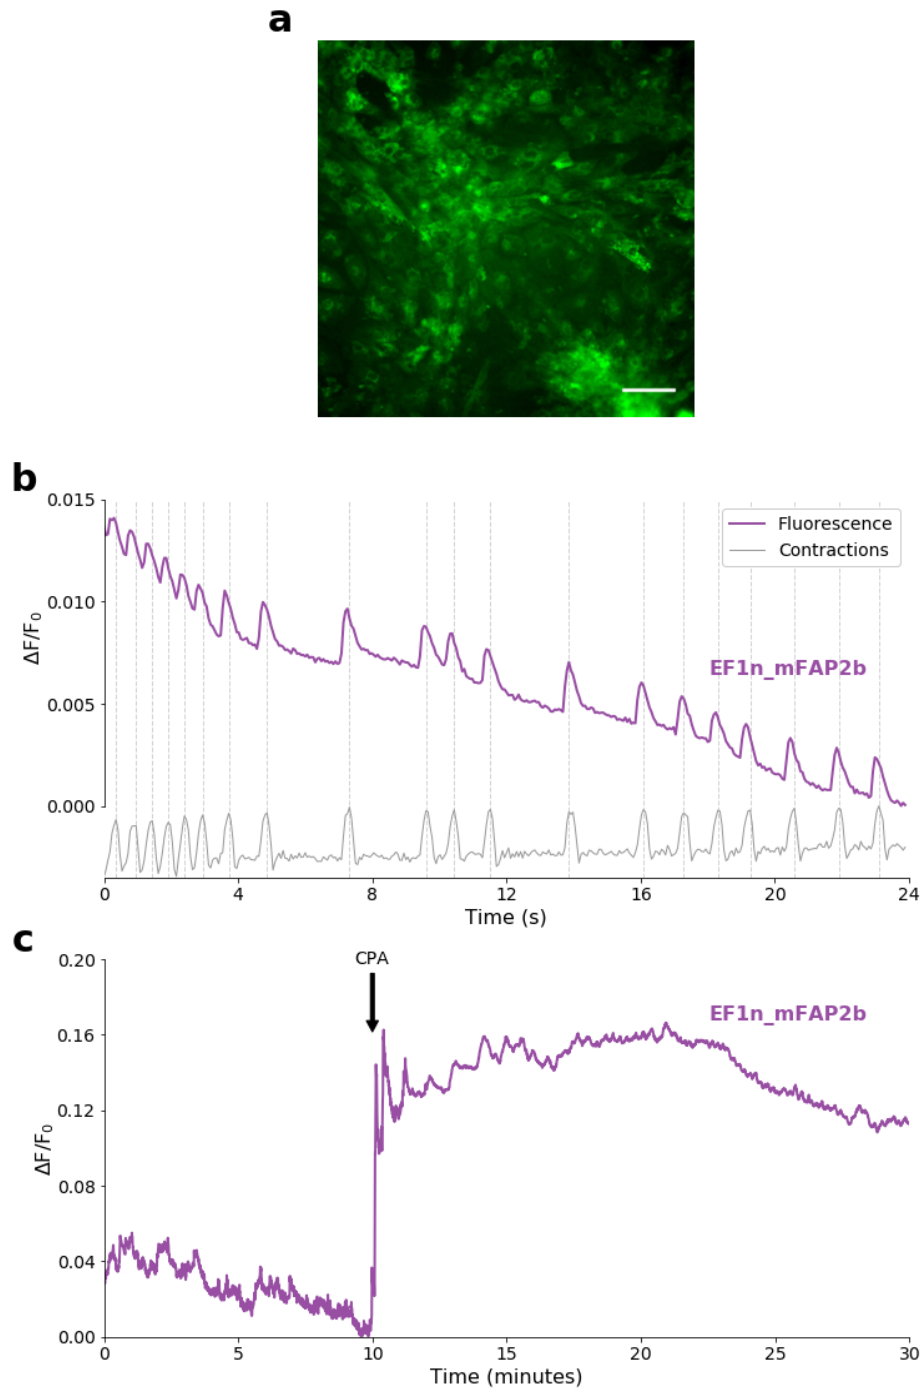 a
b
0.015
0.010
0.005
0.000
ΔF/F₀
Fluorescence
Contractions
EF1n_mFAP2b
0 4 8 12 16 20 24
Time (s)
c
CPA
0.20
0.16
0.12
0.08
0.04
0.00
ΔF/F₀
EF1n_mFAP2b
0 5 10 15 20 25 30
Time (minutes)